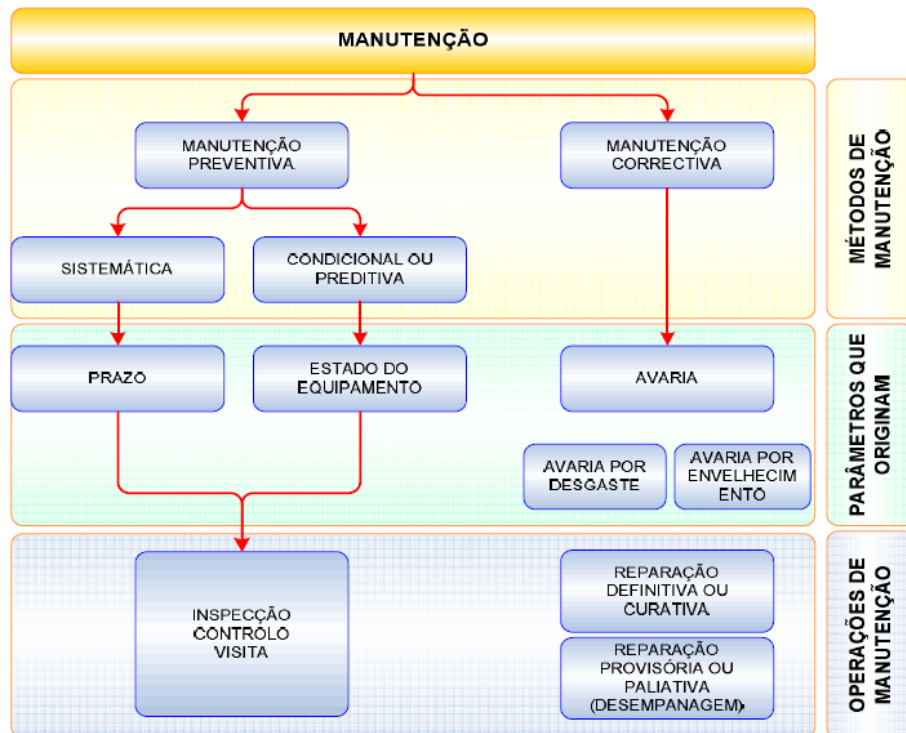 MANUTENÇÃO
MANUTENÇÃO
PREVENTIVA
MANUTENÇÃO
CORRECTIVA
MÉTODOS DE
MANUTENÇÃO
SISTEMÁTICA
CONDICIONAL OU
PREDITIVA
PRAZO
ESTADO DO
EQUIPAMENTO
AVARIA
PARÂMETROS QUE
ORIGINAM
AVARIA POR
DESGASTE
AVARIA POR
ENVELHECIM
ENTO
INSPECÇÃO
CONTROLO
VISITA
REPARAÇÃO
DEFINITIVA OU
CURATIVA
REPARAÇÃO
PROVISÓRIA OU
PALIATIVA
(DESEMPANAGEM)
OPERAÇÕES DE
MANUTENÇÃO